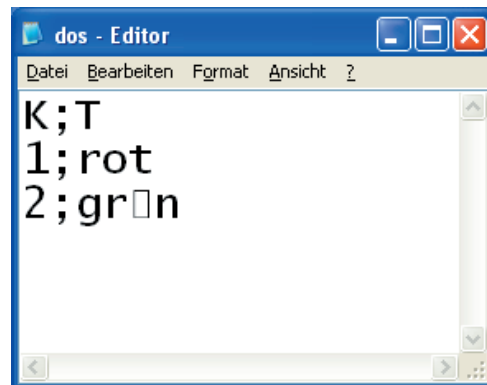 dos - Editor
Datei Bearbeiten Format Ansicht ?
K;T
1;rot
2;gr▯n